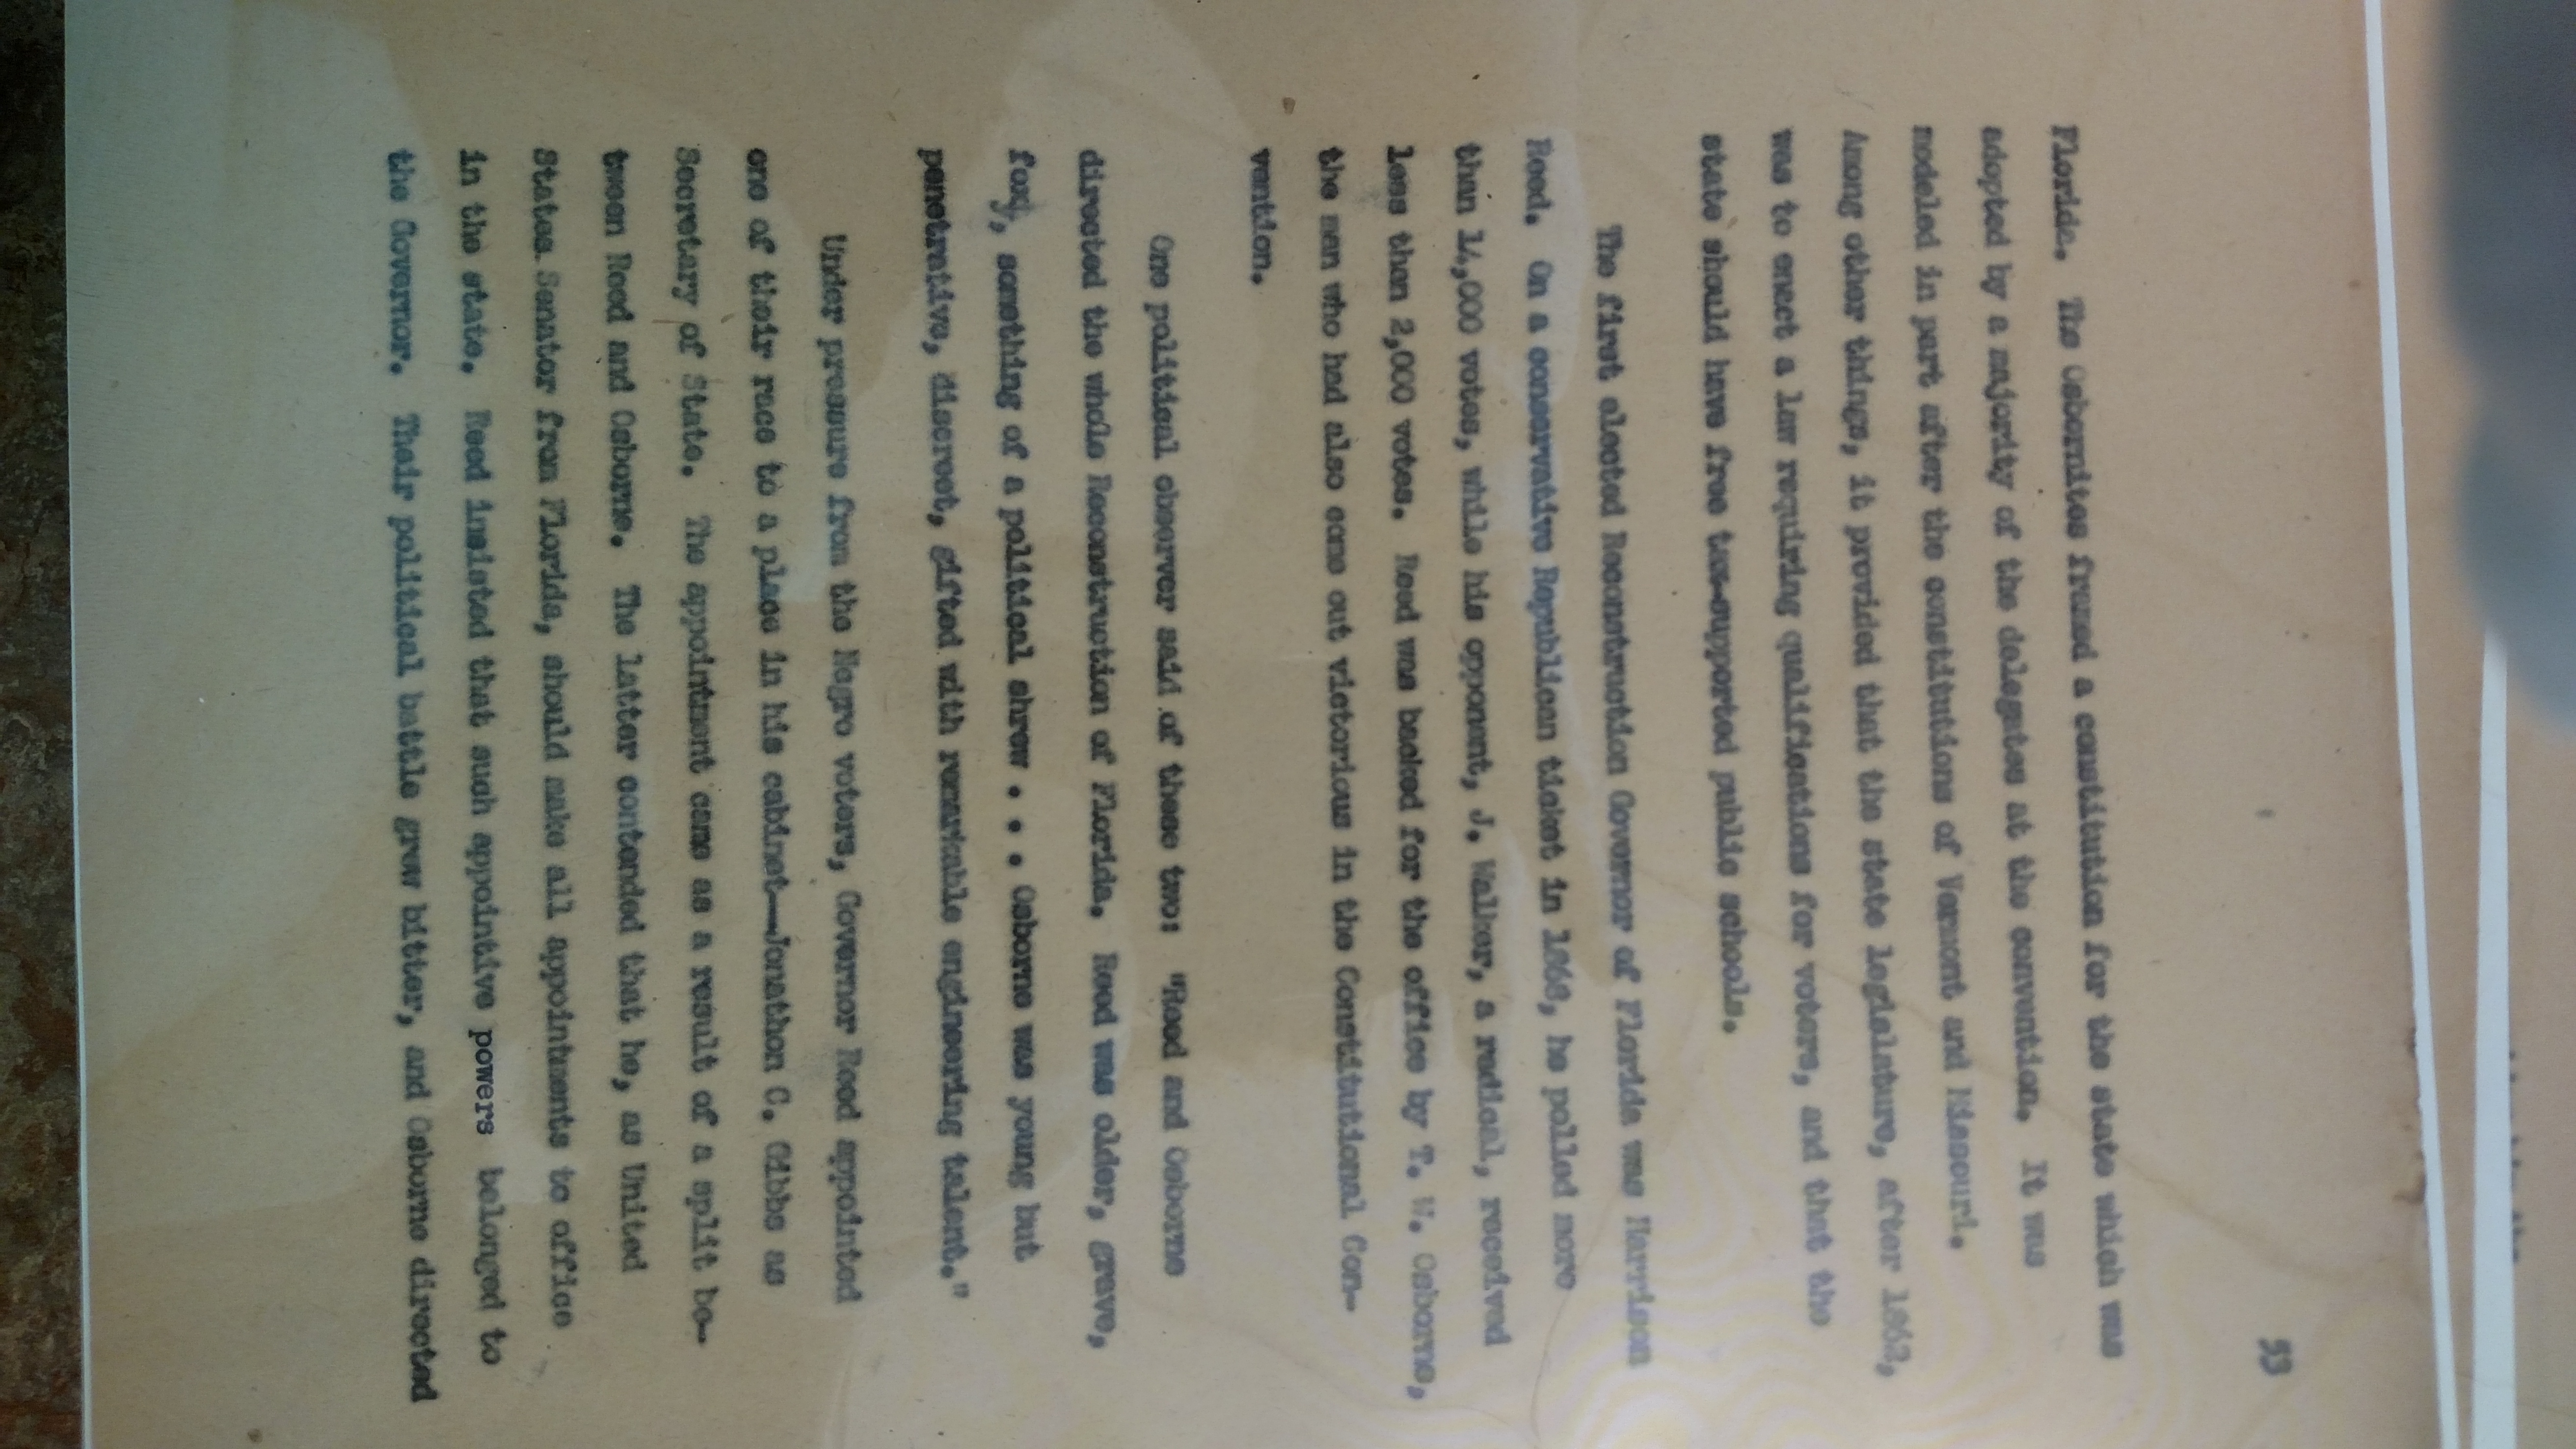 53
Florida. The Osbornites framed a constitution for the state which was
adopted by a majority of the delegates at the convention. It was
modeled in part after the constitutions of Vermont and Missouri.
Among other things, it provided that the state legislature, after 1862,
was to enact a law requiring qualifications for voters, and that the
state should have free tax-supported public schools.
The first elected Reconstruction Governor of Florida was Harrison
Reed. On a conservative Republican ticket in 1868, he polled more
than 14,000 votes, while his opponent, J. Walker, a radical, received
less than 2,000 votes. Reed was backed for the office by T. W. Osborne,
the man who had also come out victorious in the Constitutional Con-
vention.
One political observer said of these two: "Reed and Osborne
directed the whole Reconstruction of Florida. Reed was older, grave,
foxy, something of a political shrew . . . Osborne was young but
penetrative, discreet, gifted with remarkable engineering talent."
Under pressure from the Negro voters, Governor Reed appointed
one of their race to a place in his cabinet—Jonathon C. Gibbs as
Secretary of State. The appointment came as a result of a split be-
tween Reed and Osborne. The latter contended that he, as United
States Senator from Florida, should make all appointments to office
in the state. Reed insisted that such appointive powers belonged to
the Governor. Their political battle grew bitter, and Osborne directed